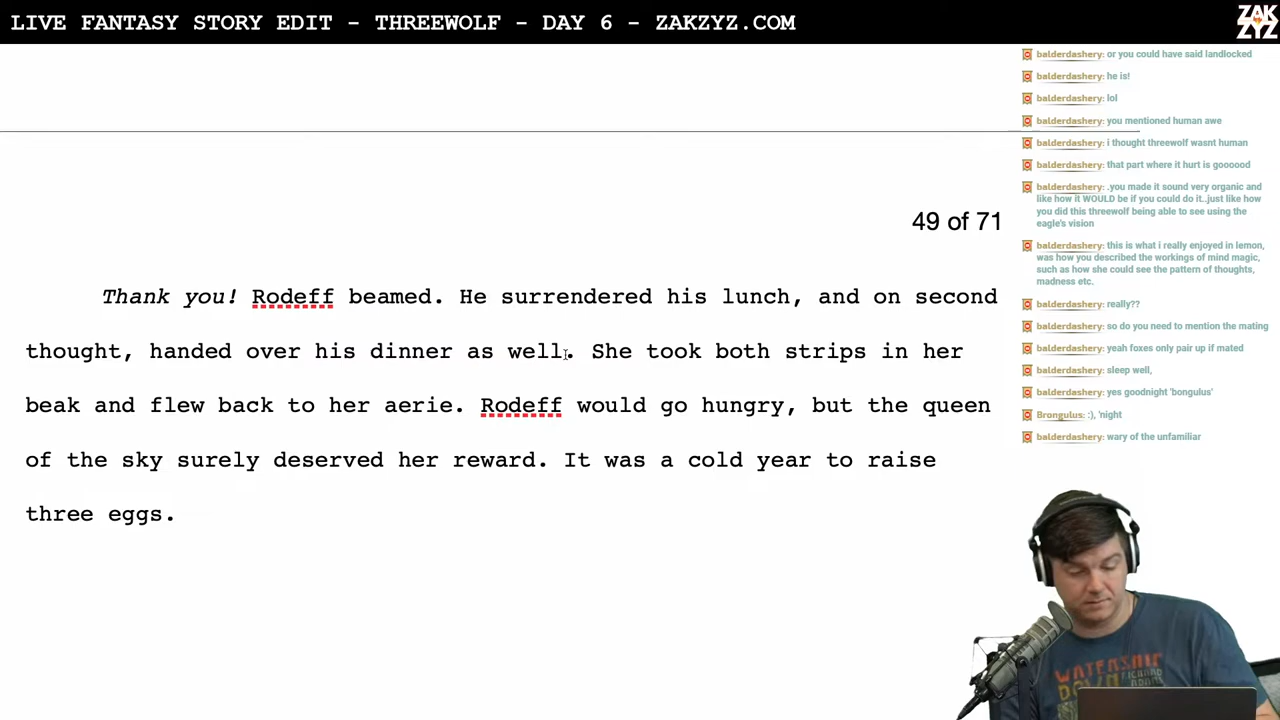 LIVE FANTASY STORY EDIT - THREEWOLF - DAY 6 - ZAKZYZ.COM
ZAK
ZYZ
49 of 71
Thank you! Rodeff beamed. He surrendered his lunch, and on second
thought, handed over his dinner as well. She took both strips in her
beak and flew back to her aerie. Rodeff would go hungry, but the queen
of the sky surely deserved her reward. It was a cold year to raise
three eggs.
balderdashery: or you could have said landlocked
balderdashery: he is!
balderdashery: lol
balderdashery: you mentioned human awe
balderdashery: i thought threewolf wasnt human
balderdashery: that part where it hurt is goooood
balderdashery: .you made it sound very organic and
like how it WOULD be if you could do it..just like how
you did this threewolf being able to see using the
eagle's vision
balderdashery: this is what i really enjoyed in lemon,
was how you described the workings of mind magic,
such as how she could see the pattern of thoughts,
madness etc.
balderdashery: really??
balderdashery: so do you need to mention the mating
balderdashery: yeah foxes only pair up if mated
balderdashery: sleep well,
balderdashery: yes goodnight 'bongulus'
Brongulus: :), 'night
balderdashery: wary of the unfamiliar
WATERSHIP
DOWN
RICHARD
ADAMS